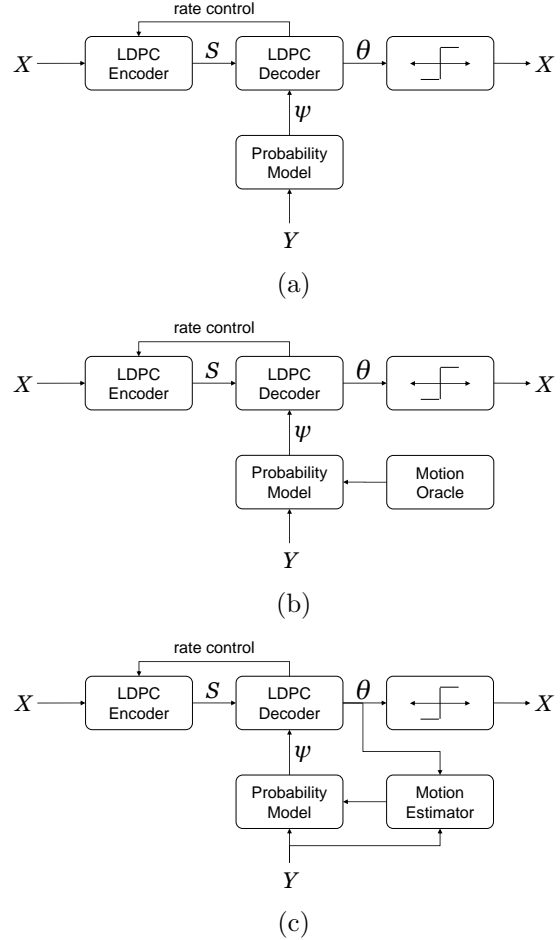 rate control
X
LDPC
Encoder
S
LDPC
Decoder
θ
X
ψ
Probability
Model
Y
(a)
rate control
X
LDPC
Encoder
S
LDPC
Decoder
θ
X
ψ
Probability
Model
Motion
Oracle
Y
(b)
rate control
X
LDPC
Encoder
S
LDPC
Decoder
θ
X
ψ
Probability
Model
Motion
Estimator
Y
(c)